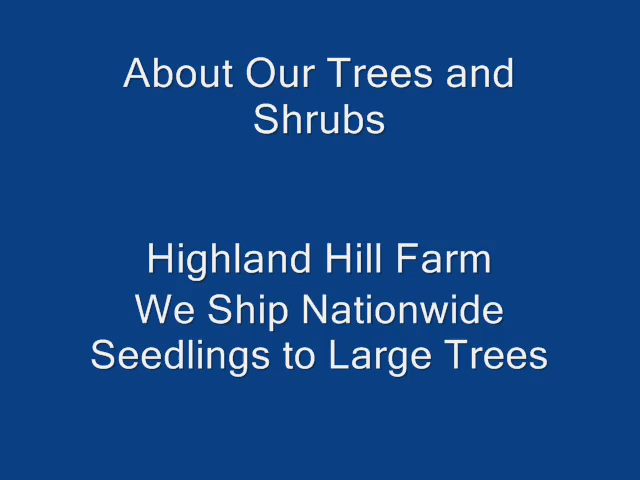 About Our Trees and
Shrubs
Highland Hill Farm
We Ship Nationwide
Seedlings to Large Trees